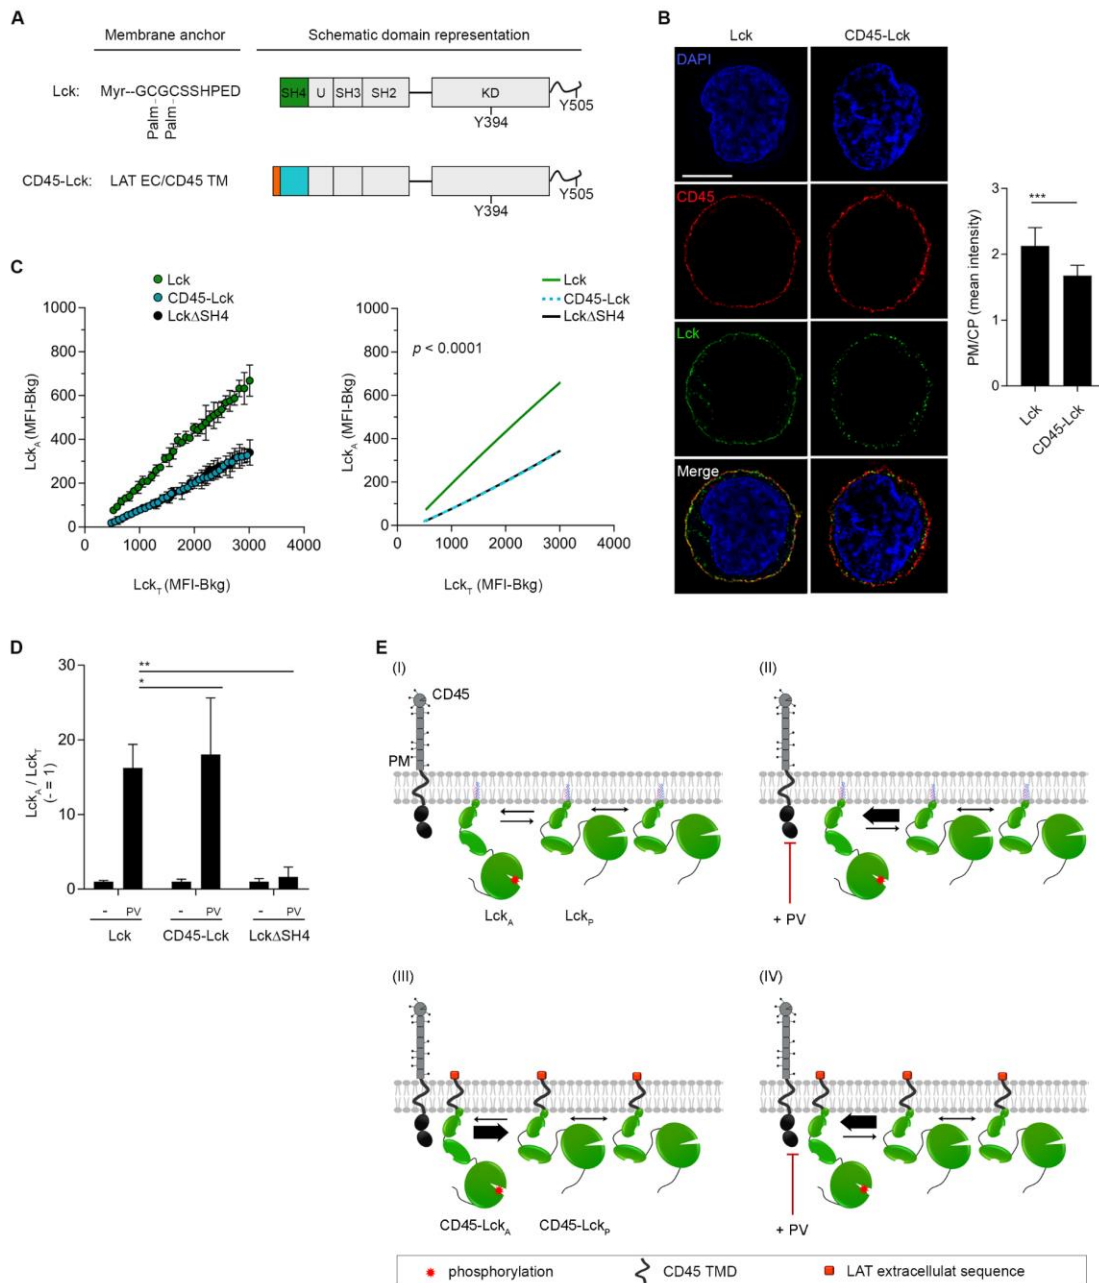 A
Membrane anchor
Schematic domain representation
Lck:
Myr--GCGCSSHPED
Palm-
Palm-
SH4
U
SH3
SH2
KD
Y394
Y505
CD45-Lck:
LAT EC/CD45 TM
Y394
Y505
B
Lck
CD45-Lck
DAPI
CD45
Lck
Merge
3
2
1
0
***
PM/CP (mean intensity)
Lck
CD45-Lck
C
Lck
CD45-Lck
LckΔSH4
1000
800
600
400
200
0
LckA (MFI-Bkg)
0
1000
2000
3000
4000
LckT (MFI-Bkg)
Lck
CD45-Lck
LckΔSH4
p < 0.0001
1000
800
600
400
200
0
LckA (MFI-Bkg)
0
1000
2000
3000
4000
LckT (MFI-Bkg)
D
30
20
10
0
LckA / LckT
(- = 1)
**
*
-
PV
-
PV
-
PV
Lck
CD45-Lck
LckΔSH4
E
(I)
CD45
PM
LckA
LckP
(II)
+ PV
(III)
CD45-LckA
CD45-LckP
(IV)
+ PV
phosphorylation
CD45 TMD
LAT extracellulat sequence